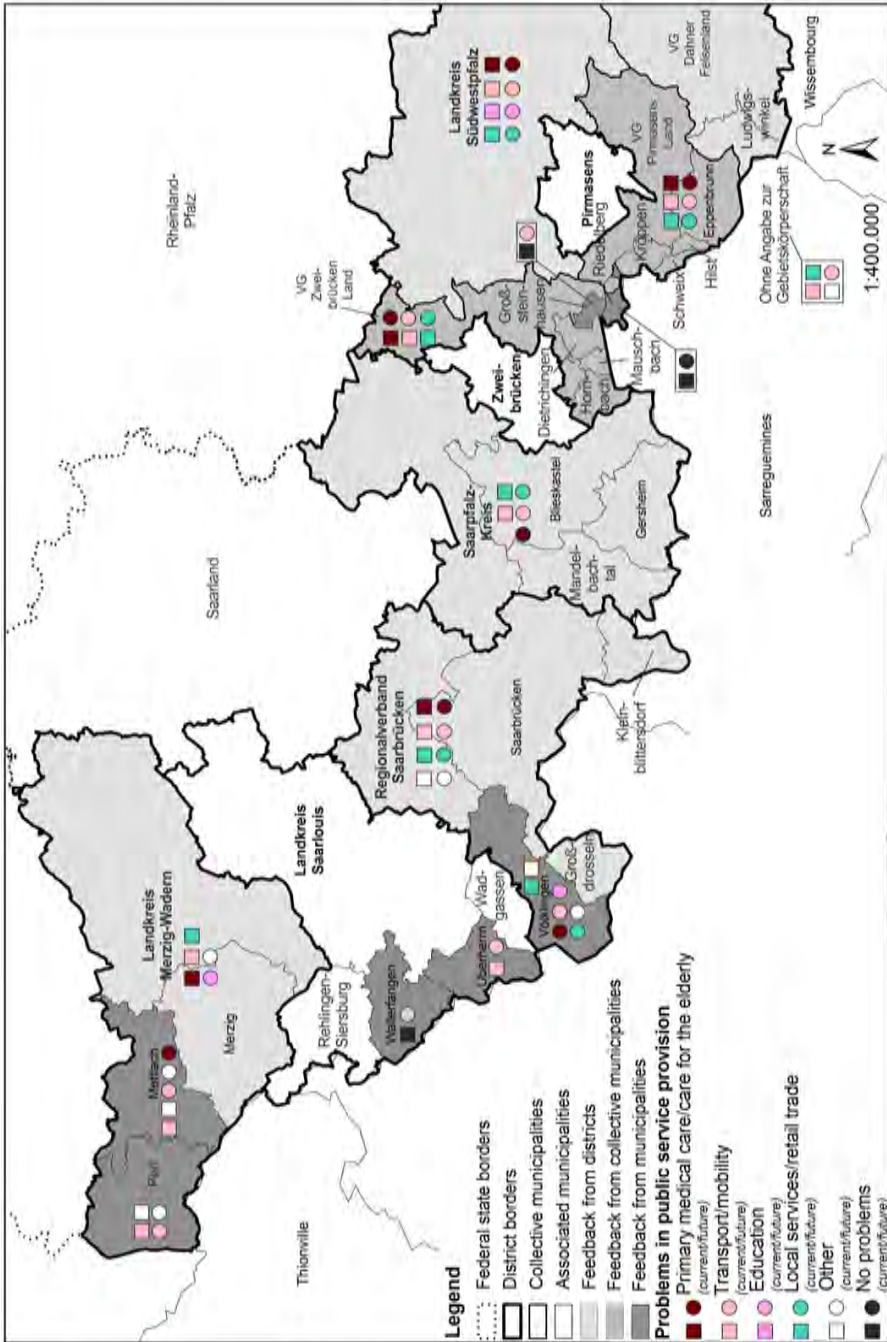 Rheinland-
Pfalz
Saarland
Landkreis
Merzig-Wadern
Mettlach
Perl
Merzig
Thionville
Rehlingen-
Siersburg
Landkreis
Saarlouis
Wallerfangen
Überherrn
Wad-
gassen
Völklingen
Groß-
drosseln
Regionalverband
Saarbrücken
Saarbrücken
Klein-
blittersdorf
Saarpfalz-
Kreis
Blieskastel
Mandel-
bach-
tal
Gersheim
Sarreguemines
VG
Zwei-
brücken
Land
Zwei-
brücken
Dietrichingen
Groß-
stein-
hausen
Horn-
bach
Mausch-
bach
Riedelberg
Landkreis
Südwestpfalz
Pirmasens
VG
Pirmasens
Land
Kröppen
Schweix
Hilst
Eppenbrunn
VG
Dahner
Felsenland
Ludwigs-
winkel
Wissembourg
N
Ohne Angabe zur
Gebietskörperschaft
1:400.000
Legend
Federal state borders
District borders
Collective municipalities
Associated municipalities
Feedback from districts
Feedback from collective municipalities
Feedback from municipalities
Problems in public service provision
Primary medical care/care for the elderly
(current/future)
Transport/mobility
(current/future)
Education
(current/future)
Local services/retail trade
(current/future)
Other
(current/future)
No problems
(current/future)